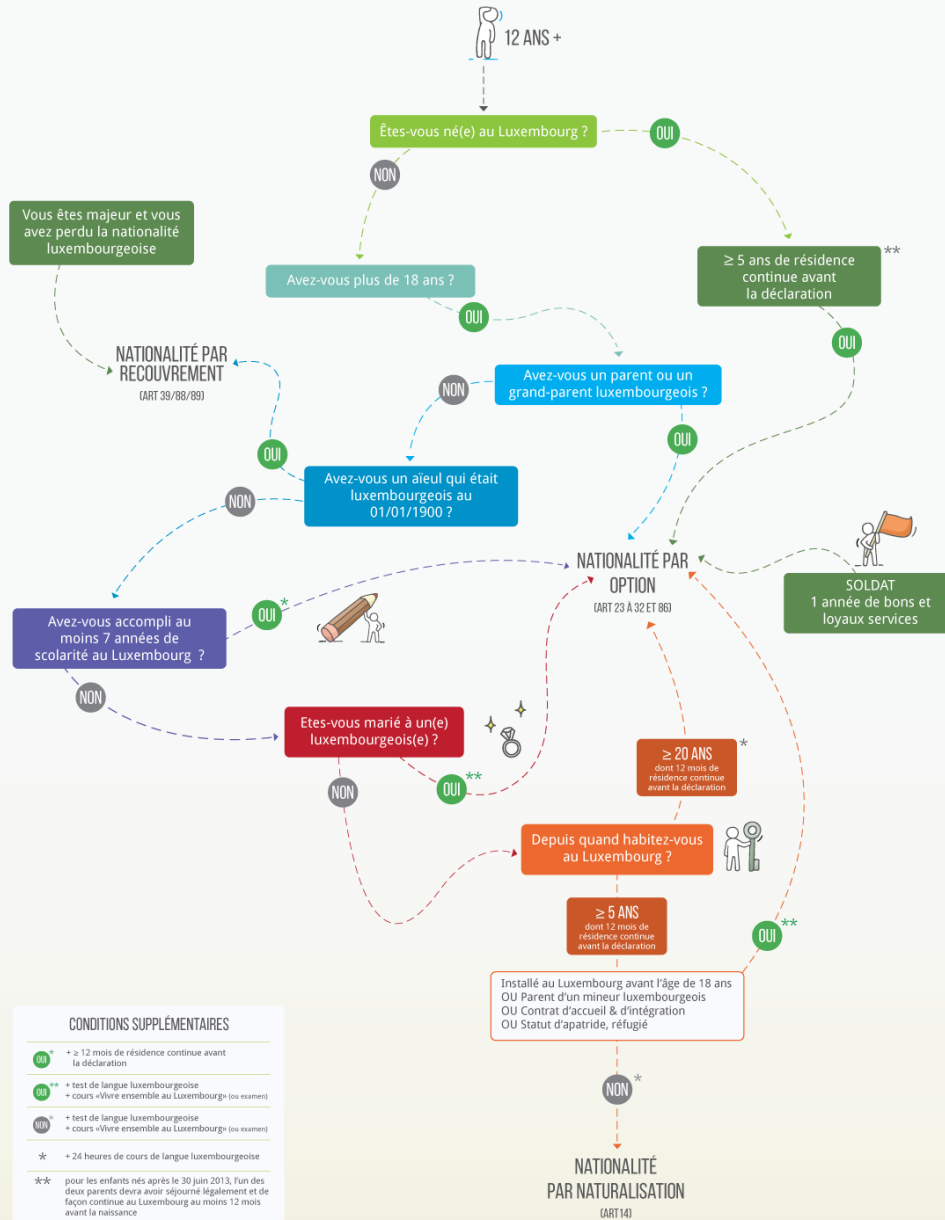 12 ANS +
Êtes-vous né(e) au Luxembourg ?
OUI
NON
Vous êtes majeur et vous
avez perdu la nationalité
luxembourgeoise
Avez-vous plus de 18 ans ?
≥ 5 ans de résidence
continue avant
la déclaration
**
OUI
OUI
NATIONALITÉ PAR
RECOUVREMENT
(ART 39/88/89)
Avez-vous un parent ou un
grand-parent luxembourgeois ?
NON
OUI
OUI
Avez-vous un aïeul qui était
luxembourgeois au
01/01/1900 ?
NON
NATIONALITÉ PAR
OPTION
(ART 23 À 32 ET 86)
SOLDAT
1 année de bons et
loyaux services
Avez-vous accompli au
moins 7 années de
scolarité au Luxembourg ?
OUI*
NON
Etes-vous marié à un(e)
luxembourgeois(e) ?
OUI**
NON
≥ 20 ANS
dont 12 mois de
résidence continue
avant la déclaration
*
Depuis quand habitez-vous
au Luxembourg ?
≥ 5 ANS
dont 12 mois de
résidence continue
avant la déclaration
OUI**
Installé au Luxembourg avant l'âge de 18 ans
OU Parent d'un mineur luxembourgeois
OU Contrat d'accueil & d'intégration
OU Statut d'apatride, réfugié
NON*
NATIONALITÉ
PAR NATURALISATION
(ART14)
CONDITIONS SUPPLÉMENTAIRES
OUI* + ≥ 12 mois de résidence continue avant
la déclaration
OUI** + test de langue luxembourgeoise
+ cours «Vivre ensemble au Luxembourg» (ou examen)
NON* + test de langue luxembourgeoise
+ cours «Vivre ensemble au Luxembourg» (ou examen)
* + 24 heures de cours de langue luxembourgeoise
** pour les enfants nés après le 30 juin 2013, l'un des
deux parents devra avoir séjourné légalement et de
façon continue au Luxembourg au moins 12 mois
avant la naissance